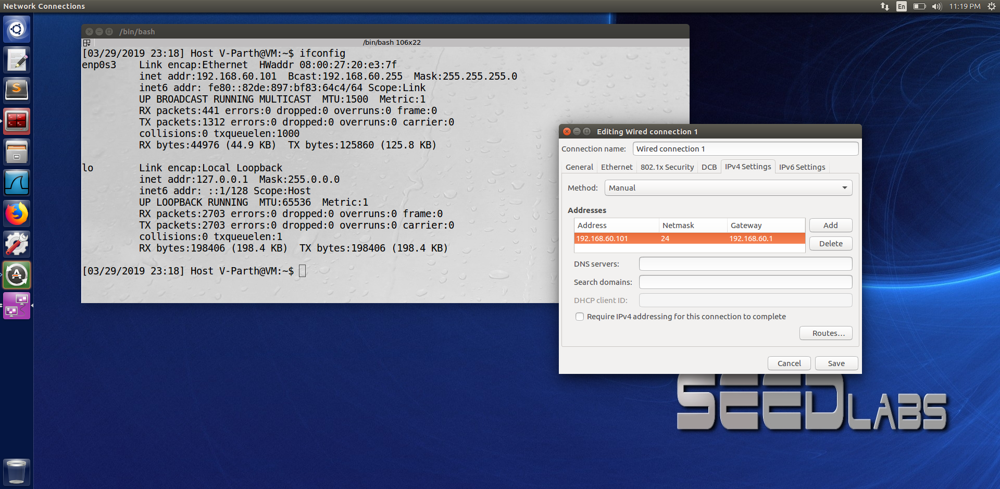 Network Connections
En
11:19 PM
/bin/bash
/bin/bash 106x22
[03/29/2019 23:18] Host V-Parth@VM:~$ ifconfig
enp0s3    Link encap:Ethernet  HWaddr 08:00:27:20:e3:7f
inet addr:192.168.60.101  Bcast:192.168.60.255  Mask:255.255.255.0
inet6 addr: fe80::82de:897:bf83:64c4/64 Scope:Link
UP BROADCAST RUNNING MULTICAST  MTU:1500  Metric:1
RX packets:441 errors:0 dropped:0 overruns:0 frame:0
TX packets:1312 errors:0 dropped:0 overruns:0 carrier:0
collisions:0 txqueuelen:1000
RX bytes:44976 (44.9 KB)  TX bytes:125860 (125.8 KB)
lo        Link encap:Local Loopback
inet addr:127.0.0.1  Mask:255.0.0.0
inet6 addr: ::1/128 Scope:Host
UP LOOPBACK RUNNING  MTU:65536  Metric:1
RX packets:2703 errors:0 dropped:0 overruns:0 frame:0
TX packets:2703 errors:0 dropped:0 overruns:0 carrier:0
collisions:0 txqueuelen:1
RX bytes:198406 (198.4 KB)  TX bytes:198406 (198.4 KB)
[03/29/2019 23:18] Host V-Parth@VM:~$
Editing Wired connection 1
Connection name: Wired connection 1
General Ethernet 802.1x Security DCB IPv4 Settings IPv6 Settings
Method: Manual
Addresses
Address Netmask Gateway
Add
192.168.60.101 24 192.168.60.1
Delete
DNS servers:
Search domains:
DHCP client ID:
Require IPv4 addressing for this connection to complete
Routes...
Cancel Save
SEEDLABS